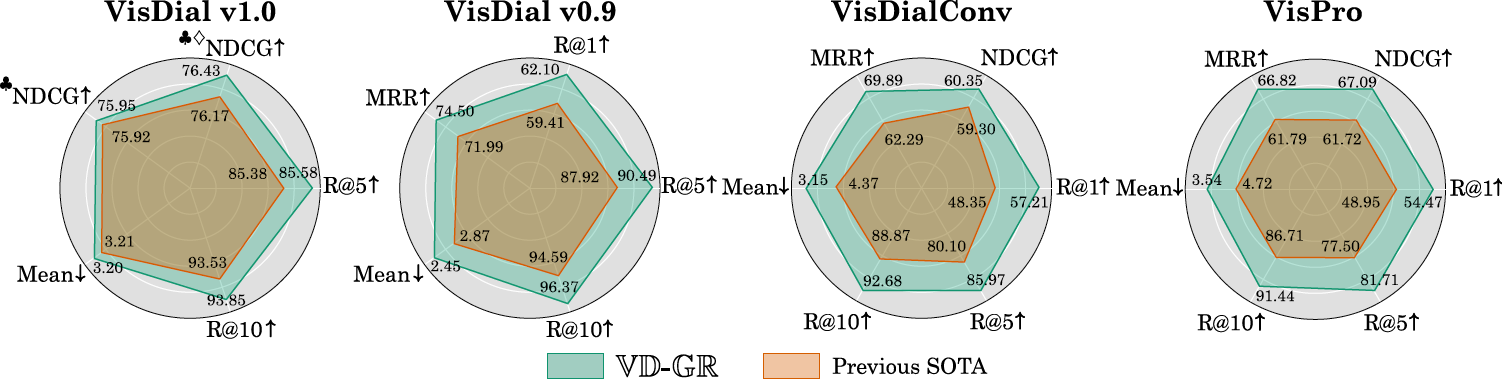 VisDial v1.0
♣♢NDCG↑
76.43
♣NDCG↑
75.95
75.92
76.17
85.38
85.58
R@5↑
3.21
Mean↓
3.20
93.53
93.85
R@10↑
VisDial v0.9
R@1↑
62.10
MRR↑
74.50
71.99
59.41
87.92
90.49
R@5↑
2.87
Mean↓
2.45
94.59
96.37
R@10↑
VisDialConv
MRR↑
69.89
NDCG↑
60.35
62.29
59.30
Mean↓
3.15
4.37
48.35
57.21
R@1↑
88.87
80.10
92.68
85.97
R@10↑
R@5↑
VisPro
MRR↑
66.82
NDCG↑
67.09
61.79
61.72
Mean↓
3.54
4.72
48.95
54.47
R@1↑
86.71
77.50
91.44
81.71
R@10↑
R@5↑
VD-GR
Previous SOTA